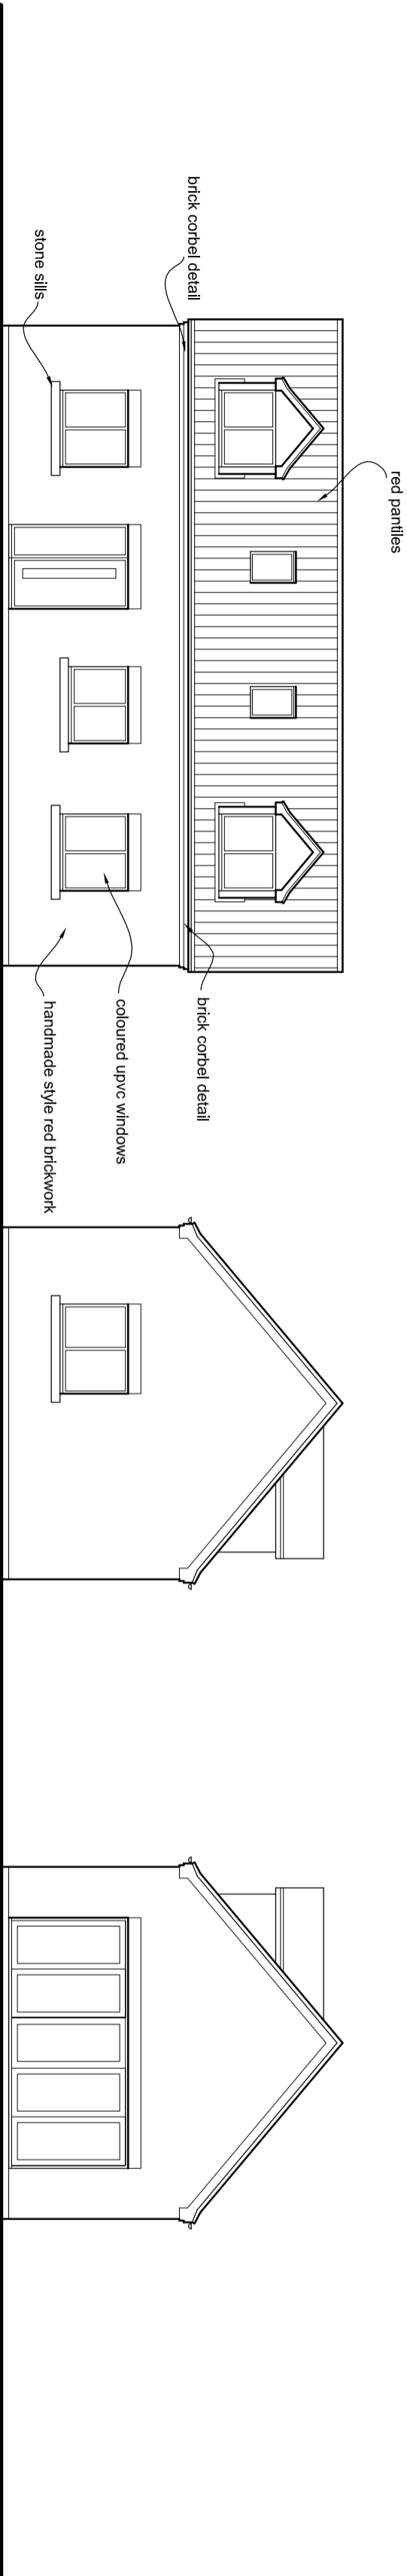 red pantiles
brick corbel detail
stone sills
brick corbel detail
coloured upvc windows
handmade style red brickwork